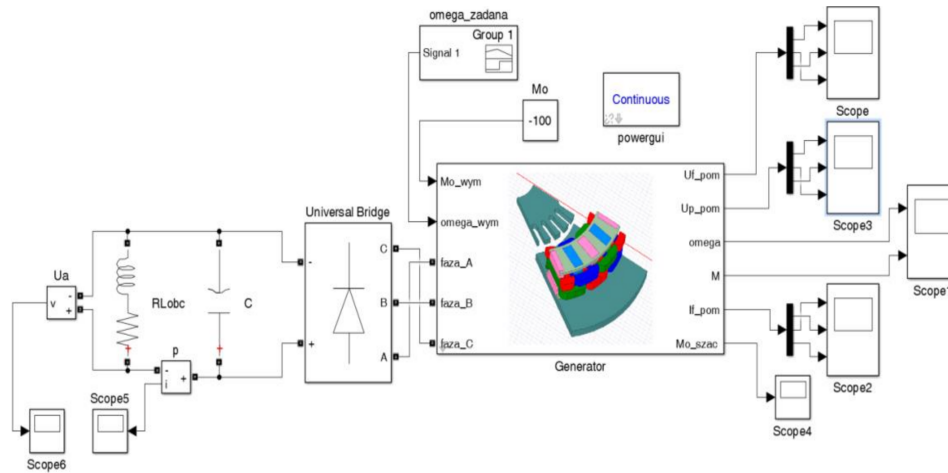 omega_zadana
Group 1
Signal 1
Mo
-100
Continuous
powergui
Scope
Universal Bridge
Mo_wym
omega_wym
faza_A
faza_B
faza_C
Uf_pom
Up_pom
omega
M
If_pom
Mo_szac
Generator
Scope3
Scope2
Scope4
C
B
A
-
+
Ua
v
-
+
RLobc
C
p
-
i
+
Scope5
Scope6